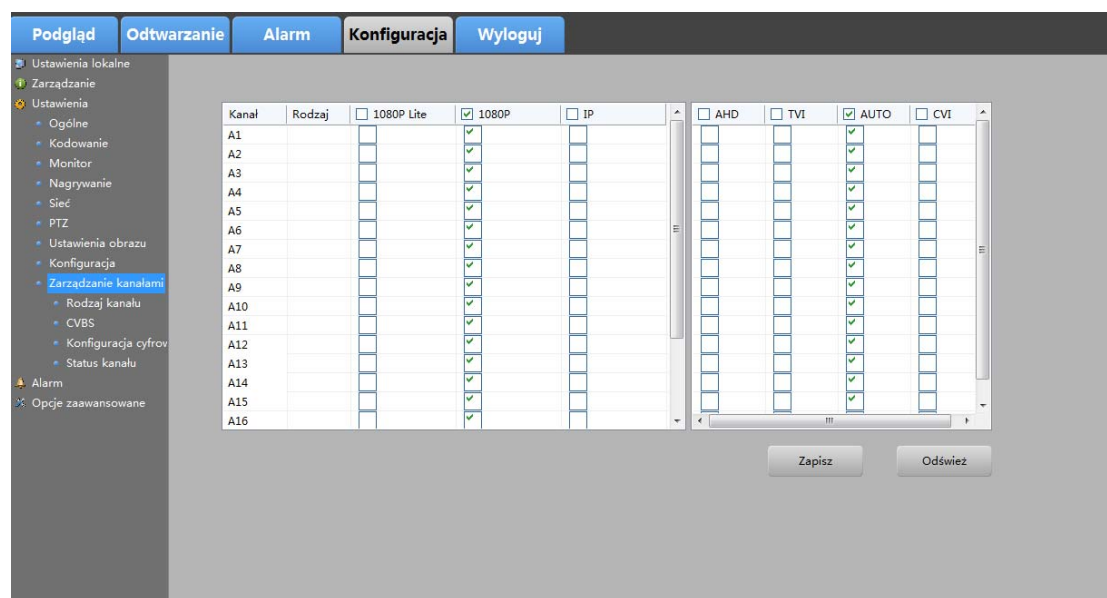 Podgląd Odtwarzanie Alarm Konfiguracja Wyloguj
Ustawienia lokalne
Zarządzanie
Ustawienia
Ogólne
Kodowanie
Monitor
Nagrywanie
Sieć
PTZ
Ustawienia obrazu
Konfiguracja
Zarządzanie kanałami
Rodzaj kanału
CVBS
Konfiguracja cyfrow
Status kanału
Alarm
Opcje zaawansowane
Kanał Rodzaj 1080P Lite 1080P IP
A1
A2
A3
A4
A5
A6
A7
A8
A9
A10
A11
A12
A13
A14
A15
A16
AHD TVI AUTO CVI
Zapisz Odśwież